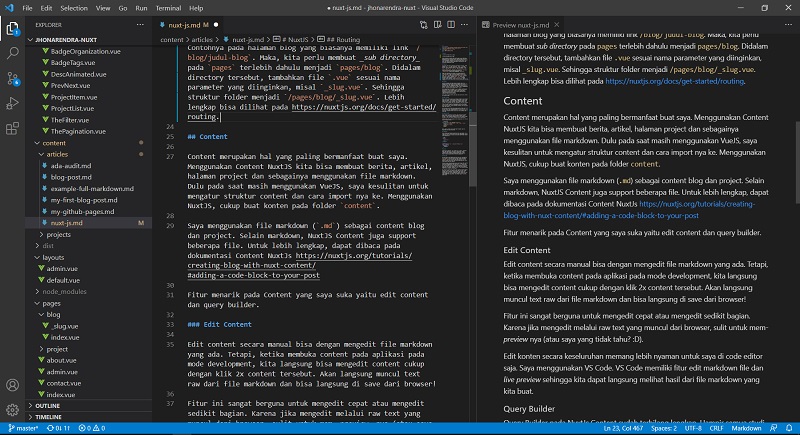 File Edit Selection View Go Run Terminal Help
nuxt-js.md - jhonarendra-nuxt - Visual Studio Code
EXPLORER
JHONARENDRA-NUXT
BadgeOrganization.vue
BadgeTags.vue
DescAnimated.vue
PrevNext.vue
ProjectItem.vue
ProjectList.vue
TheFilter.vue
ThePagination.vue
content
articles
ada-audit.md
blog-post.md
example-full-markdown.md
my-first-blog-post.md
my-github-pages.md
nuxt-js.md M
projects
dist
layouts
admin.vue
default.vue
node_modules
pages
blog
_slug.vue
index.vue
project
about.vue
admin.vue
contact.vue
index.vue
OUTLINE
TIMELINE
nuxt-js.md M
content > articles > nuxt-js.md > # NuxtJS > ## Routing
Contohnya pada halaman blog yang biasanya memiliki link `/
blog/judul-blog`. Maka, kita perlu membuat _sub directory_
pada `pages` terlebih dahulu menjadi `pages/blog`. Didalam
directory tersebut, tambahkan file `.vue` sesuai nama
parameter yang diinginkan, misal `_slug.vue`. Sehingga
struktur folder menjadi `/pages/blog/_slug.vue`. Lebih
lengkap bisa dilihat pada https://nuxtjs.org/docs/get-started/
routing.
24
25 ## Content
26
27 Content merupakan hal yang paling bermanfaat buat saya.
Menggunakan Content NuxtJS kita bisa membuat berita, artikel,
halaman project dan sebagainya menggunakan file markdown.
Dulu pada saat masih menggunakan VueJS, saya kesulitan untuk
mengatur structur content dan cara import nya ke. Menggunakan
NuxtJS, cukup buat konten pada folder `content`.
28
29 Saya menggunakan file markdown (`.md`) sebagai content blog
dan project. Selain markdown, NuxtJS Content juga support
beberapa file. Untuk lebih lengkap, dapat dibaca pada
dokumentasi Content NuxtJS https://nuxtjs.org/tutorials/
creating-blog-with-nuxt-content/
#adding-a-code-block-to-your-post
30
31 Fitur menarik pada Content yang saya suka yaitu edit content
dan query builder.
32
33 ### Edit Content
34
35 Edit content secara manual bisa dengan mengedit file markdown
yang ada. Tetapi, ketika membuka content pada aplikasi pada
mode development, kita langsung bisa mengedit content cukup
dengan klik 2x content tersebut. Akan langsung muncul text
raw dari file markdown dan bisa langsung di save dari browser!
36
37 Fitur ini sangat berguna untuk mengedit cepat atau mengedit
sedikit bagian. Karena jika mengedit melalui raw text yang
Preview nuxt-js.md
halaman blog yang biasanya memiliki link /blog/judul-blog. Maka, kita perlu
membuat sub directory pada pages terlebih dahulu menjadi pages/blog. Didalam
directory tersebut, tambahkan file .vue sesuai nama parameter yang diinginkan,
misal _slug.vue. Sehingga struktur folder menjadi /pages/blog/_slug.vue.
Lebih lengkap bisa dilihat pada https://nuxtjs.org/docs/get-started/routing.
Content
Content merupakan hal yang paling bermanfaat buat saya. Menggunakan Content
NuxtJS kita bisa membuat berita, artikel, halaman project dan sebagainya
menggunakan file markdown. Dulu pada saat masih menggunakan VueJS, saya
kesulitan untuk mengatur structur content dan cara import nya ke. Menggunakan
NuxtJS, cukup buat konten pada folder content.
Saya menggunakan file markdown (.md) sebagai content blog dan project. Selain
markdown, NuxtJS Content juga support beberapa file. Untuk lebih lengkap, dapat
dibaca pada dokumentasi Content NuxtJS https://nuxtjs.org/tutorials/creating-
blog-with-nuxt-content/#adding-a-code-block-to-your-post
Fitur menarik pada Content yang saya suka yaitu edit content dan query builder.
Edit Content
Edit content secara manual bisa dengan mengedit file markdown yang ada. Tetapi,
ketika membuka content pada aplikasi pada mode development, kita langsung
bisa mengedit content cukup dengan klik 2x content tersebut. Akan langsung
muncul text raw dari file markdown dan bisa langsung di save dari browser!
Fitur ini sangat berguna untuk mengedit cepat atau mengedit sedikit bagian.
Karena jika mengedit melalui raw text yang muncul dari browser, sulit untuk mem-
preview nya (atau saya yang tidak tahu? :D).
Edit konten secara keseluruhan memang lebih nyaman untuk saya di code editor
saja. Saya menggunakan VS Code. VS Code memiliki fitur edit markdown file dan
live preview sehingga kita dapat langsung melihat hasil dari file markdown yang
kita buat.
Query Builder
master* 0↓ 1↑ 0 0 Ln 23, Col 467 Spaces: 2 UTF-8 CRLF Markdown